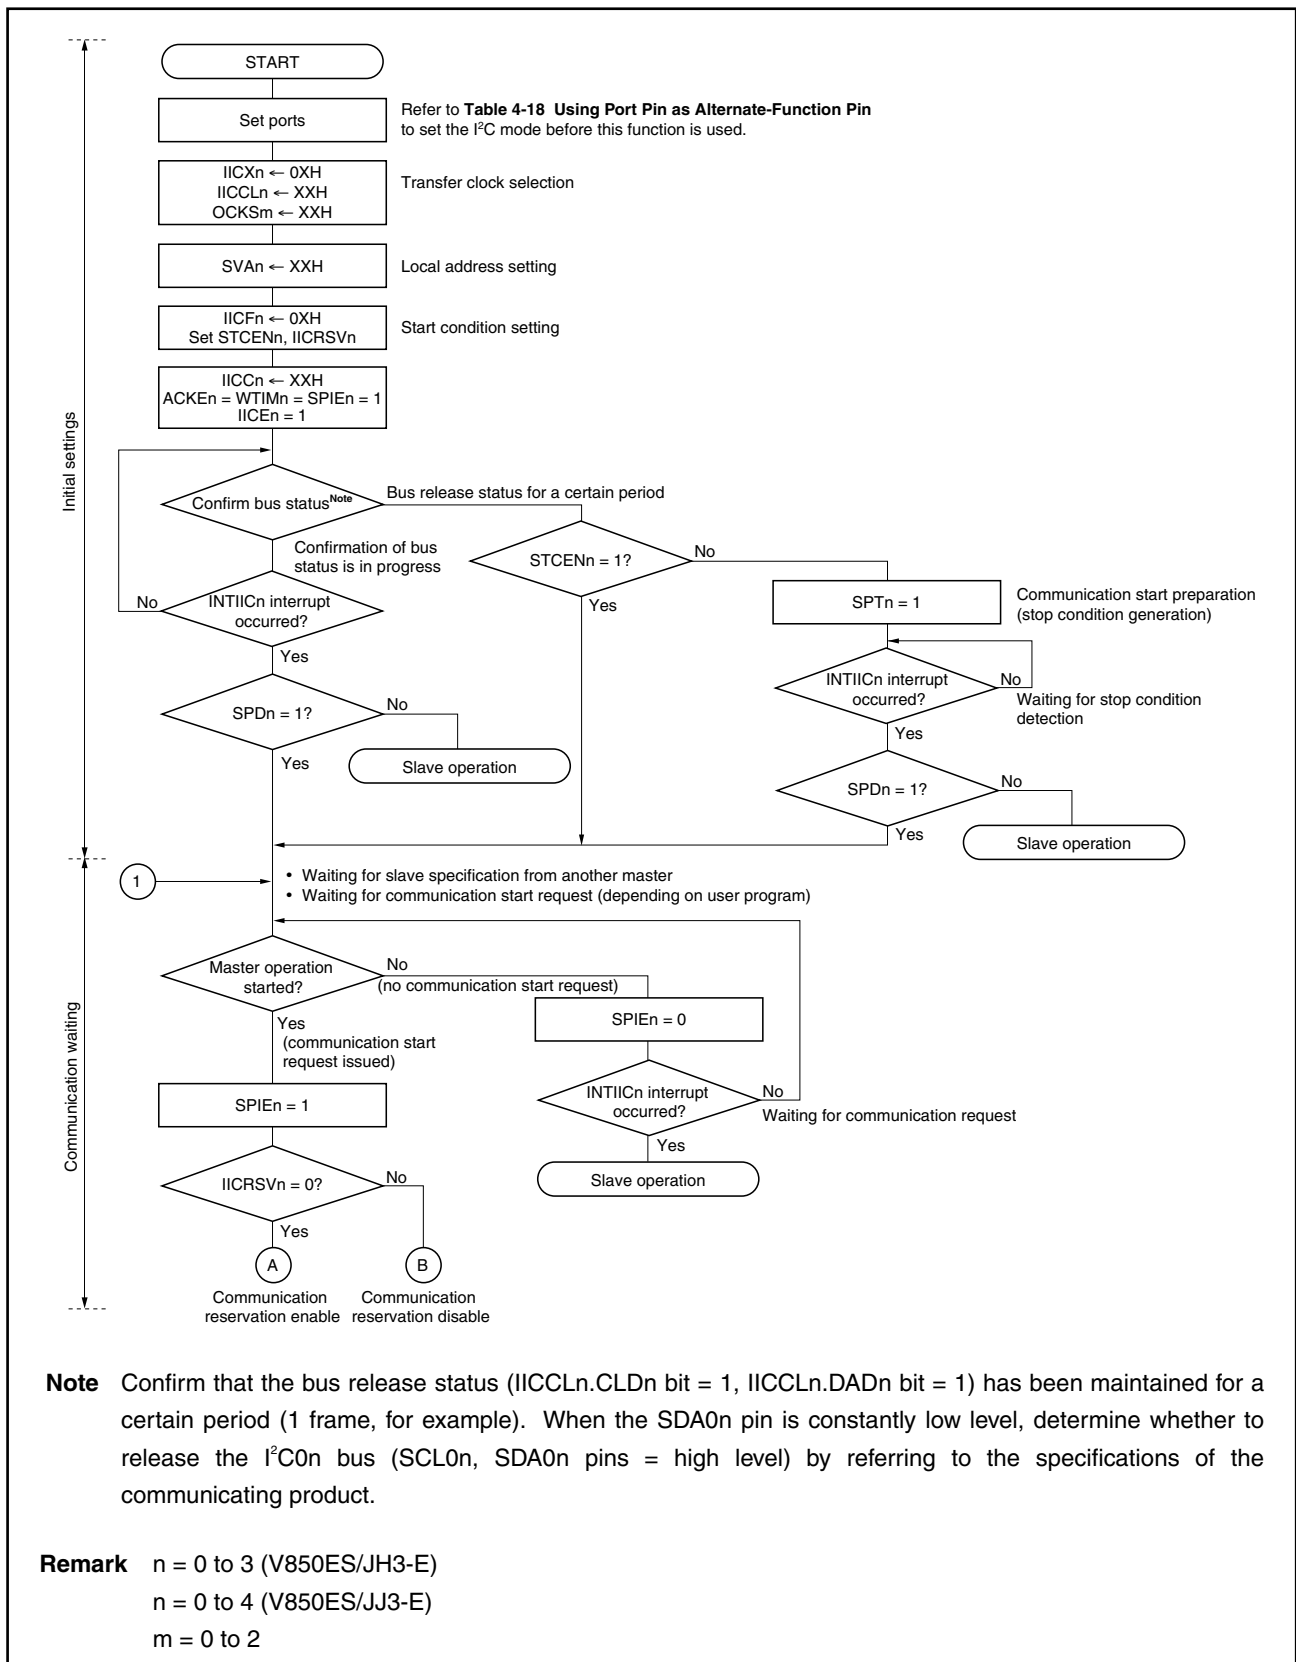 START
Set ports
Refer to Table 4-18 Using Port Pin as Alternate-Function Pin
to set the I²C mode before this function is used.
IICXn ← 0XH
IICCLn ← XXH
OCKSm ← XXH
Transfer clock selection
SVAn ← XXH
Local address setting
IICFn ← 0XH
Set STCENn, IICRSVn
Start condition setting
IICCn ← XXH
ACKEn = WTIMn = SPIEn = 1
IICEn = 1
Initial settings
Confirm bus statusNote
Bus release status for a certain period
Confirmation of bus
status is in progress
STCENn = 1?
No
Yes
INTIICn interrupt
occurred?
No
Yes
SPTn = 1
Communication start preparation
(stop condition generation)
INTIICn interrupt
occurred?
No
Waiting for stop condition
detection
Yes
SPDn = 1?
No
Yes
Slave operation
SPDn = 1?
No
Yes
Slave operation
1
• Waiting for slave specification from another master
• Waiting for communication start request (depending on user program)
Communication waiting
Master operation
started?
No
(no communication start request)
Yes
(communication start
request issued)
SPIEn = 0
INTIICn interrupt
occurred?
No
Waiting for communication request
Yes
Slave operation
SPIEn = 1
IICRSVn = 0?
No
Yes
A
B
Communication
reservation enable
Communication
reservation disable
Note Confirm that the bus release status (IICCLn.CLDn bit = 1, IICCLn.DADn bit = 1) has been maintained for a
certain period (1 frame, for example). When the SDA0n pin is constantly low level, determine whether to
release the I²C0n bus (SCL0n, SDA0n pins = high level) by referring to the specifications of the
communicating product.
Remark n = 0 to 3 (V850ES/JH3-E)
n = 0 to 4 (V850ES/JJ3-E)
m = 0 to 2